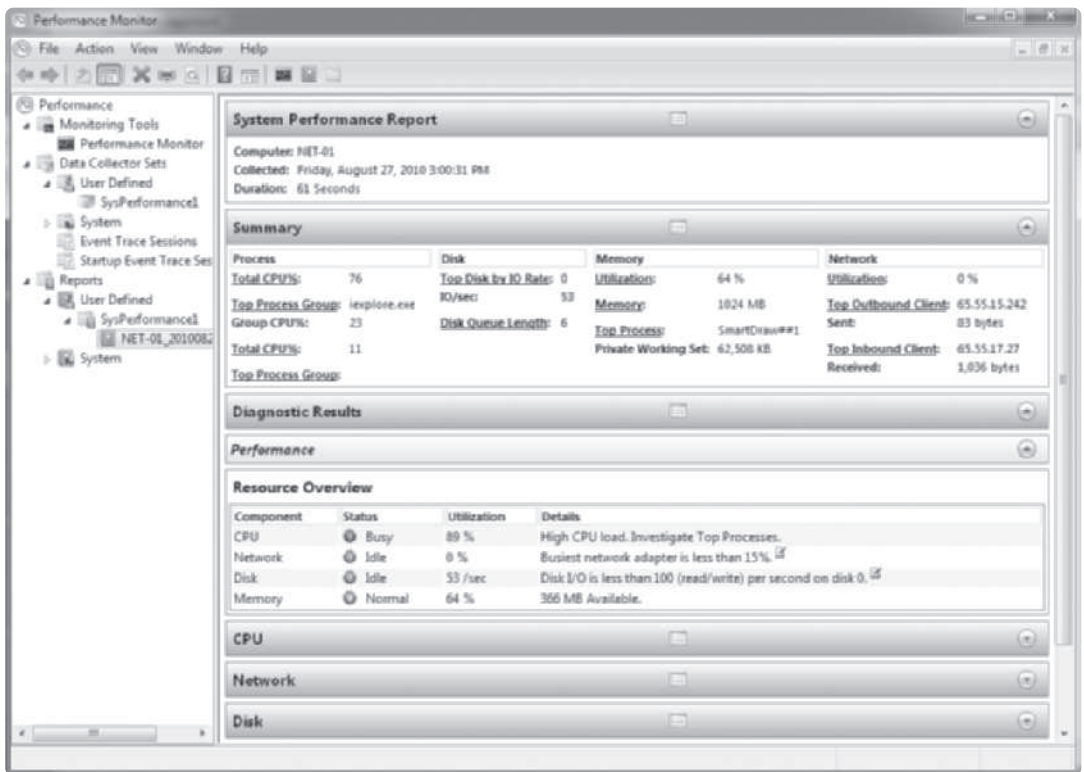 Performance Monitor
File Action View Window Help
Performance
Monitoring Tools
Performance Monitor
Data Collector Sets
User Defined
SysPerformance1
System
Event Trace Sessions
Startup Event Trace Ses
Reports
User Defined
SysPerformance1
NET-01_2010082
System
System Performance Report
Computer: NET-01
Collected: Friday, August 27, 2010 3:00:31 PM
Duration: 61 Seconds
Summary
Process Disk Memory Network
Total CPU%: 76 Top Disk by IO Rate: 0 Utilization: 64 % Utilization: 0 %
Top Process Group: iexplore.exe IO/sec: 53 Memory: 1024 MB Top Outbound Client: 65.55.15.242
Group CPU%: 23 Disk Queue Length: 6 Top Process: SmartDraw##1 Sent: 83 bytes
Total CPU%: 11 Private Working Set: 62,508 KB Top Inbound Client: 65.55.17.27
Top Process Group: Received: 1,036 bytes
Diagnostic Results
Performance
Resource Overview
Component Status Utilization Details
CPU Busy 89 % High CPU load. Investigate Top Processes.
Network Idle 0 % Busiest network adapter is less than 15%.
Disk Idle 53 /sec Disk I/O is less than 100 (read/write) per second on disk 0.
Memory Normal 64 % 366 MB Available.
CPU
Network
Disk